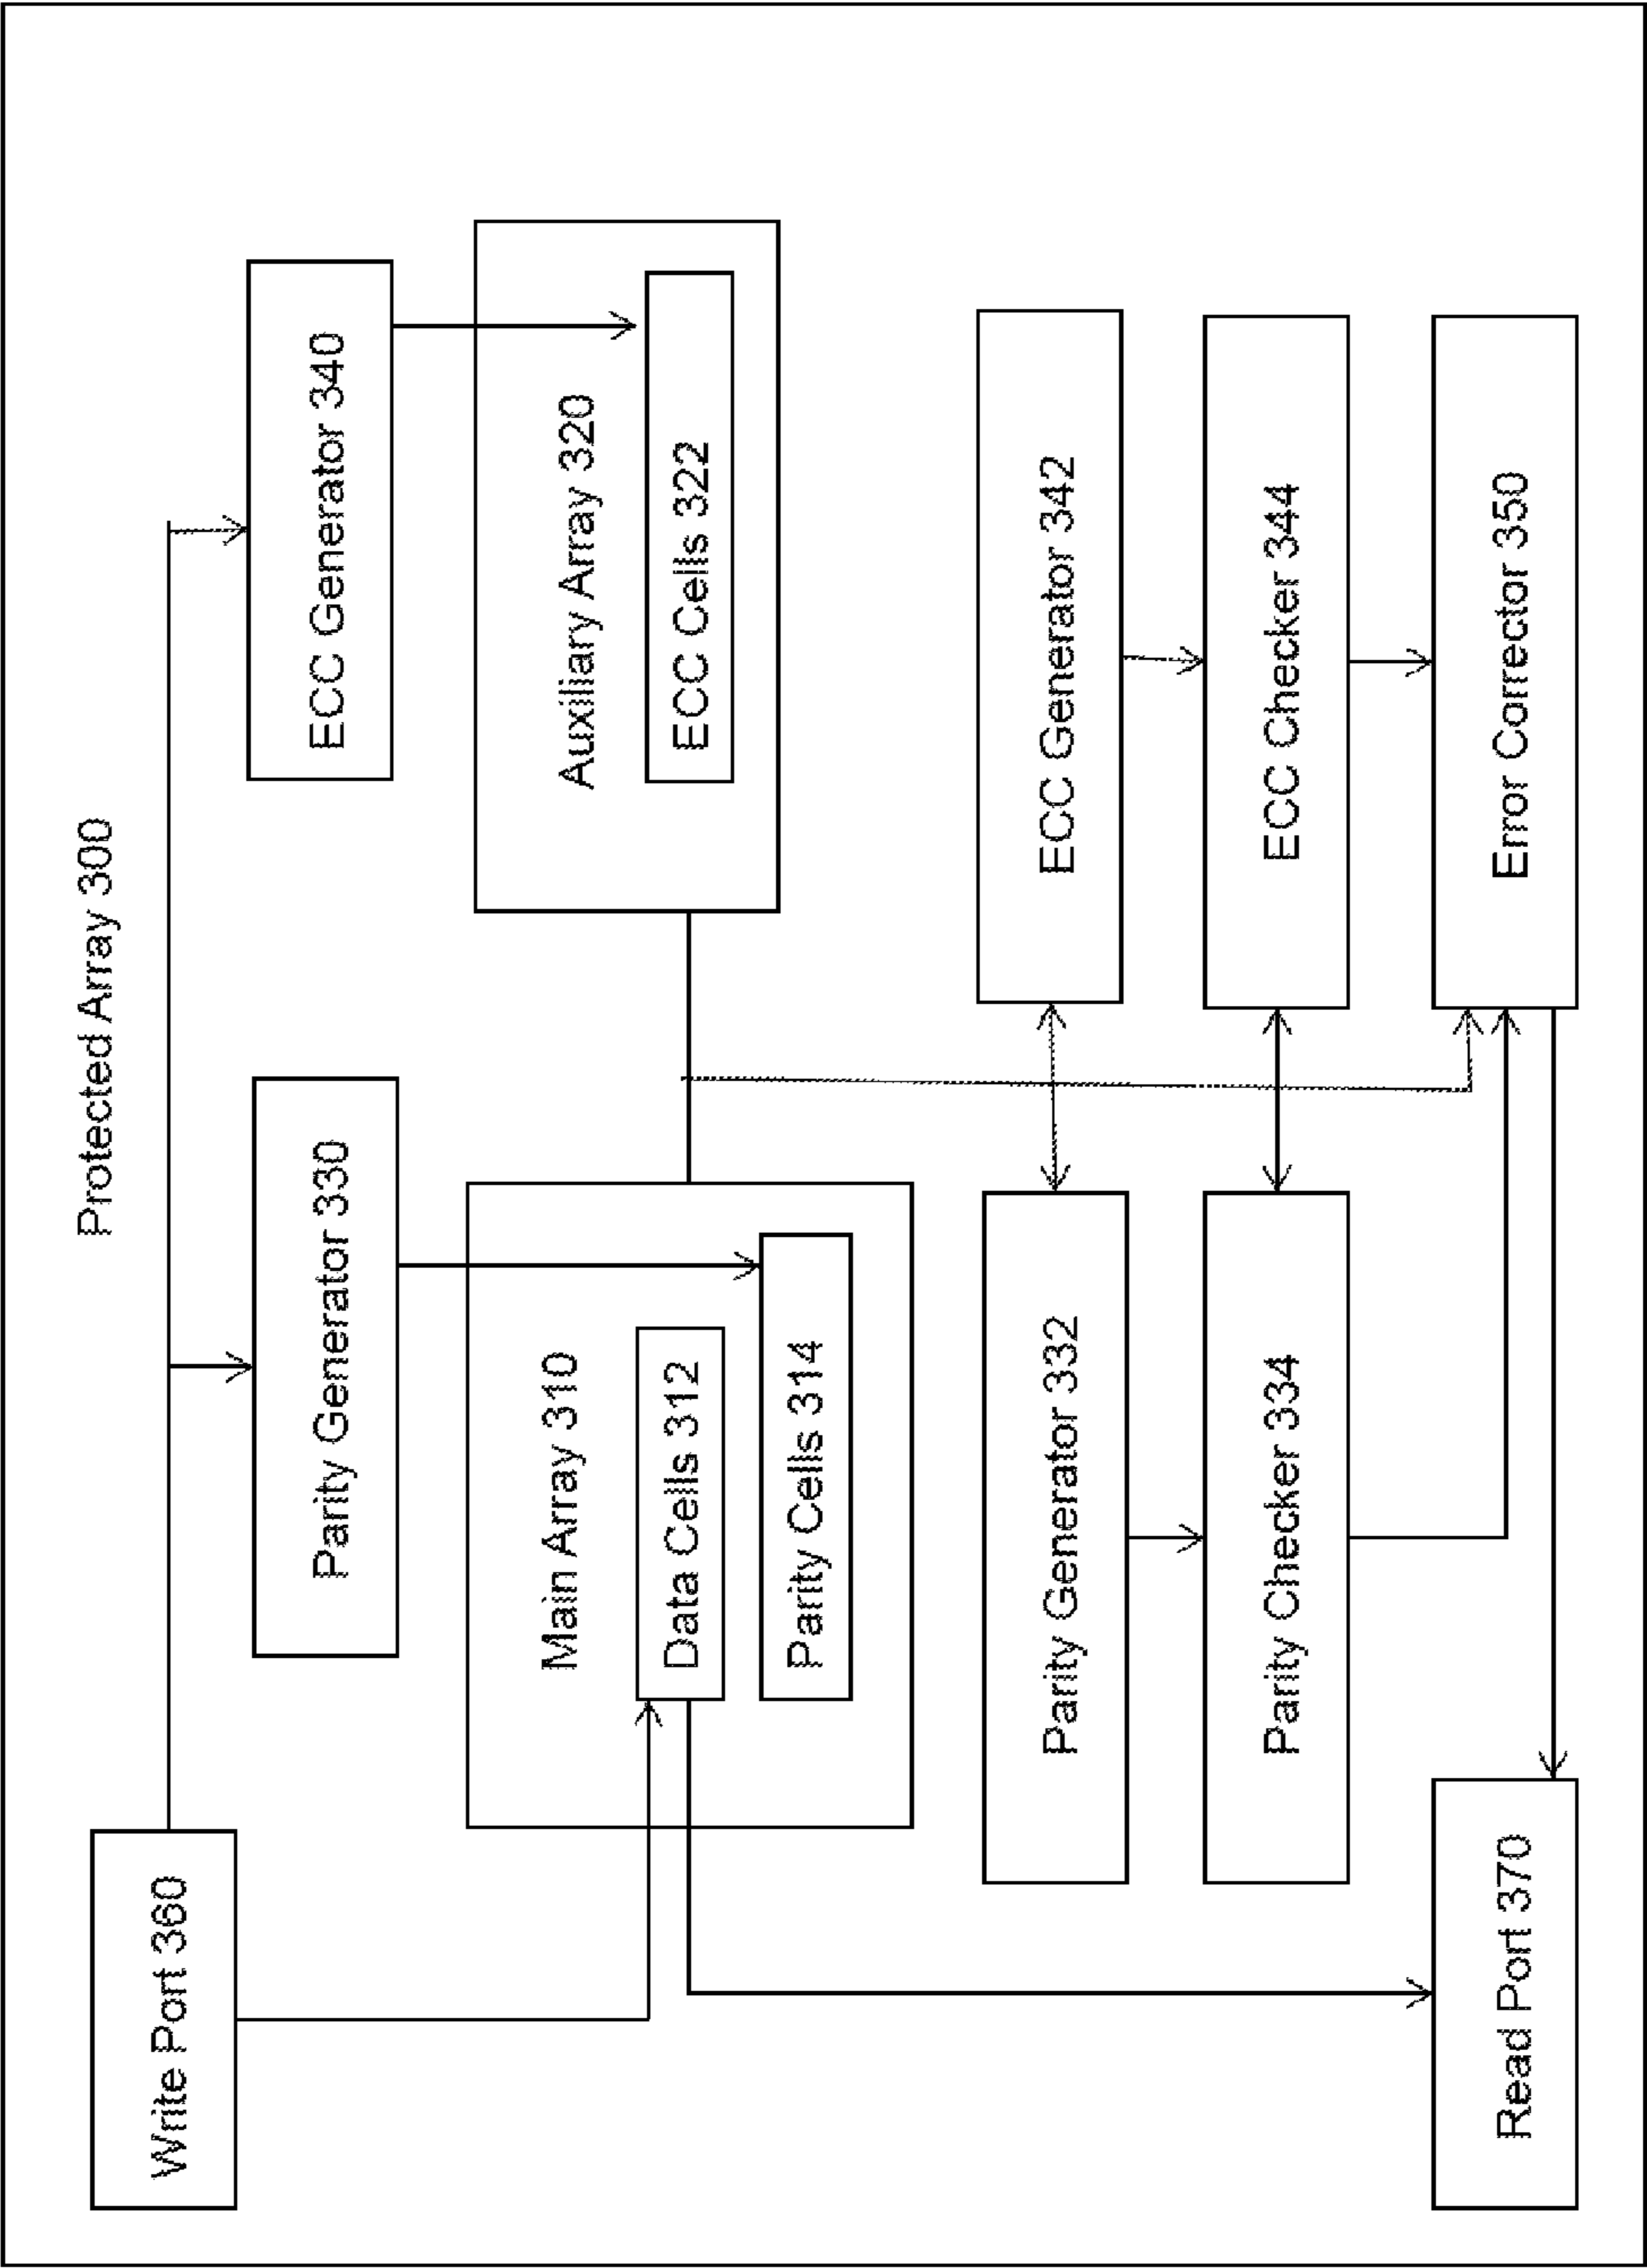 Protected Array 300
Write Port 360
Parity Generator 330
ECC Generator 340
Main Array 310
Data Cells 312
Parity Cells 314
Auxiliary Array 320
ECC Cells 322
Parity Generator 332
ECC Generator 342
Parity Checker 334
ECC Checker 344
Read Port 370
Error Corrector 350